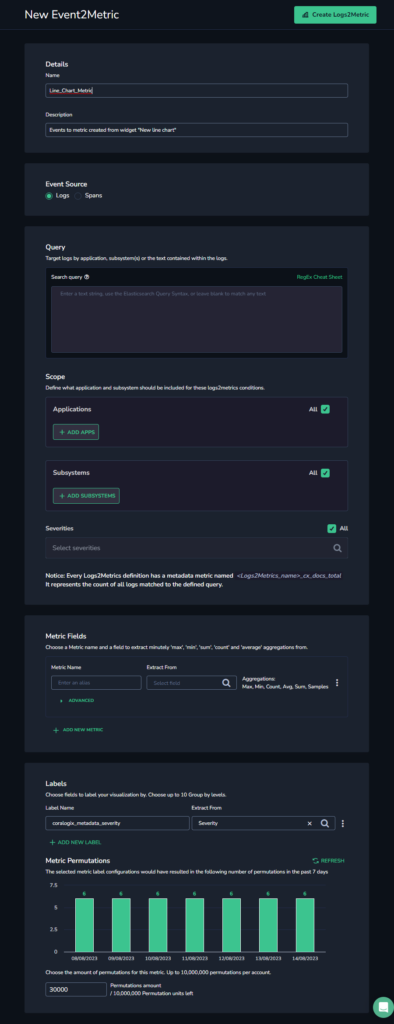 New Event2Metric
Create Logs2Metric
Details
Name
Line_Chart_Metric
Description
Events to metric created from widget "New line chart"
Event Source
Logs Spans
Query
Target logs by application, subsystem(s) or the text contained within the logs.
Search query
RegEx Cheat Sheet
Enter a text string, use the Elasticsearch Query Syntax, or leave blank to match any text
Scope
Define what application and subsystem should be included for these logs2metrics conditions.
Applications All
+ ADD APPS
Subsystems All
+ ADD SUBSYSTEMS
Severities All
Select severities
Notice: Every Logs2Metrics definition has a metadata metric named <Logs2Metrics_name>_cx_docs_total
It represents the count of all logs matched to the defined query.
Metric Fields
Choose a Metric name and a field to extract minutely 'max', 'min', 'sum', 'count' and 'average' aggregations from.
Metric Name Extract From
Enter an alias Select field
Aggregations:
Max, Min, Count, Avg, Sum, Samples
ADVANCED
+ ADD NEW METRIC
Labels
Choose fields to label your visualization by. Choose up to 10 Group by levels.
Label Name Extract From
coralogix_metadata_severity Severity
+ ADD NEW LABEL
Metric Permutations REFRESH
The selected metric label configurations would have resulted in the following number of permutations in the past 7 days
7.5
6 6 6 6 6 6 6
5
2.5
0
08/08/2023 09/08/2023 10/08/2023 11/08/2023 12/08/2023 13/08/2023 14/08/2023
Choose the amount of permutations for this metric. Up to 10,000,000 permutations per account.
30000
Permutations amount
/ 10,000,000 Permutation units left